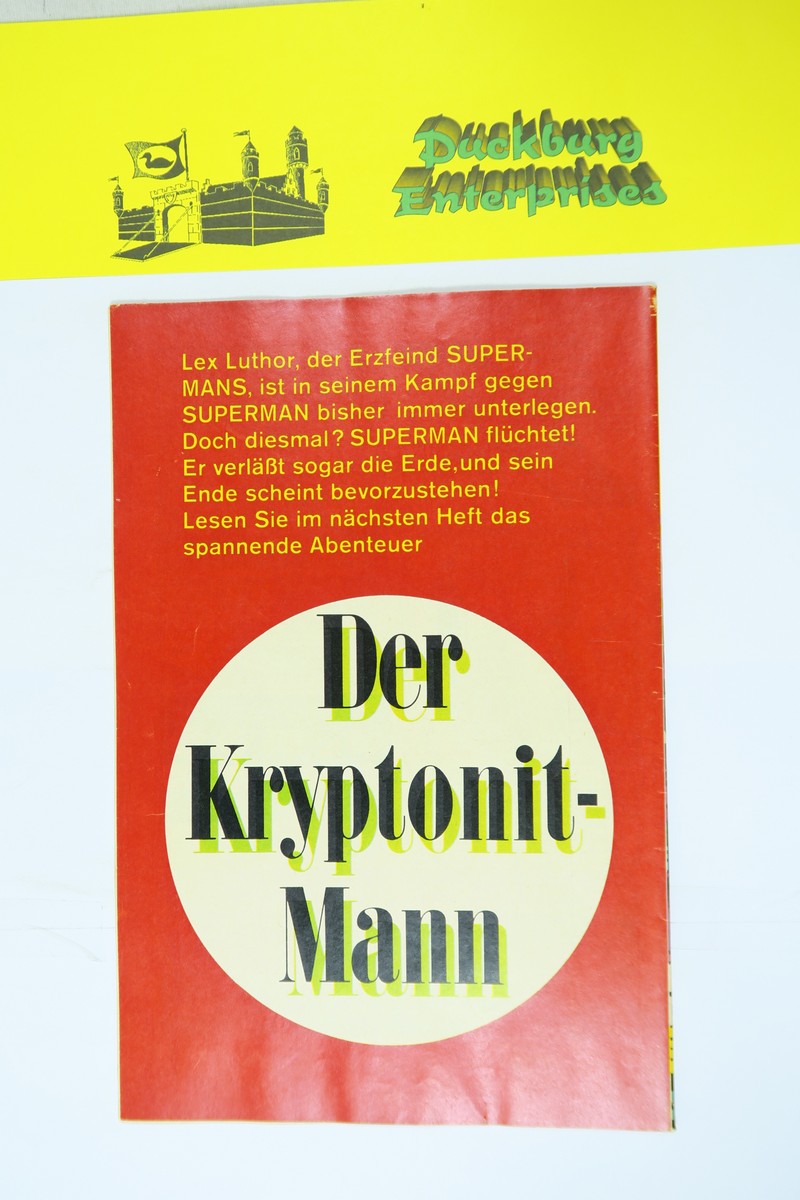 Duckburg
Enterprises
Lex Luthor, der Erzfeind SUPER-
MANS, ist in seinem Kampf gegen
SUPERMAN bisher immer unterlegen.
Doch diesmal? SUPERMAN flüchtet!
Er verläßt sogar die Erde,und sein
Ende scheint bevorzustehen!
Lesen Sie im nächsten Heft das
spannende Abenteuer
Der
Kryptonit-
Mann